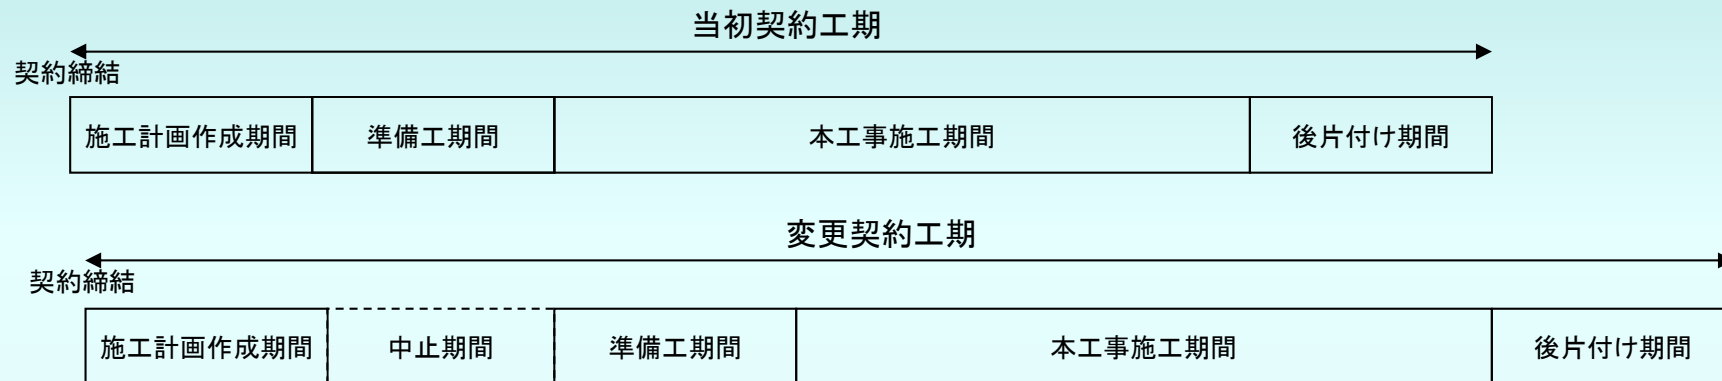 当初契約工期
契約締結
施工計画作成期間 準備工期間 本工事施工期間 後片付け期間
変更契約工期
契約締結
施工計画作成期間 中止期間 準備工期間 本工事施工期間 後片付け期間